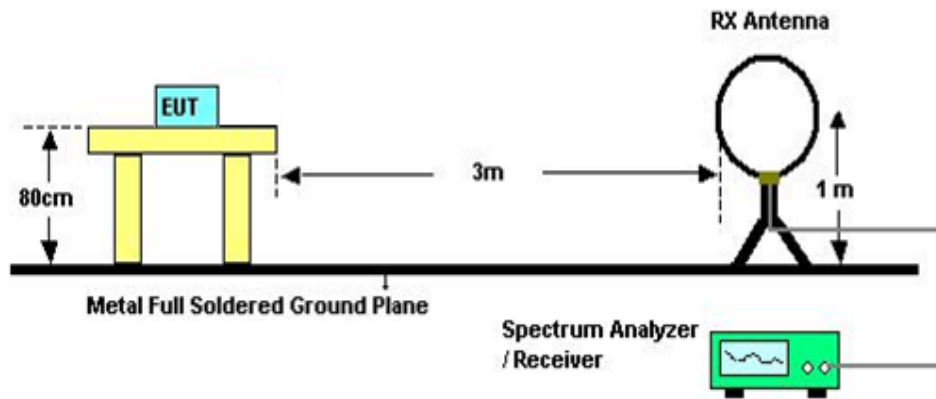 RX Antenna
EUT
3m
80cm
1 m
Metal Full Soldered Ground Plane
Spectrum Analyzer
/ Receiver